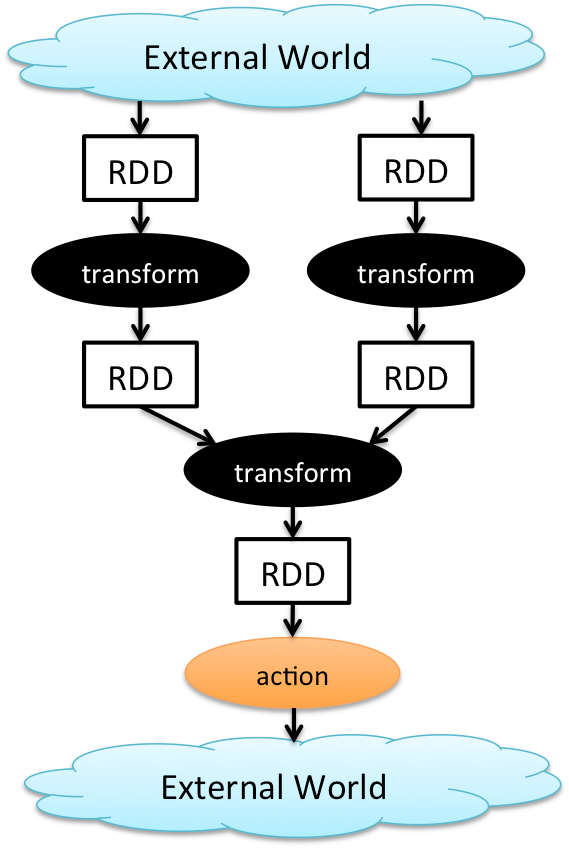 External World
RDD
RDD
transform
transform
RDD
RDD
transform
RDD
action
External World